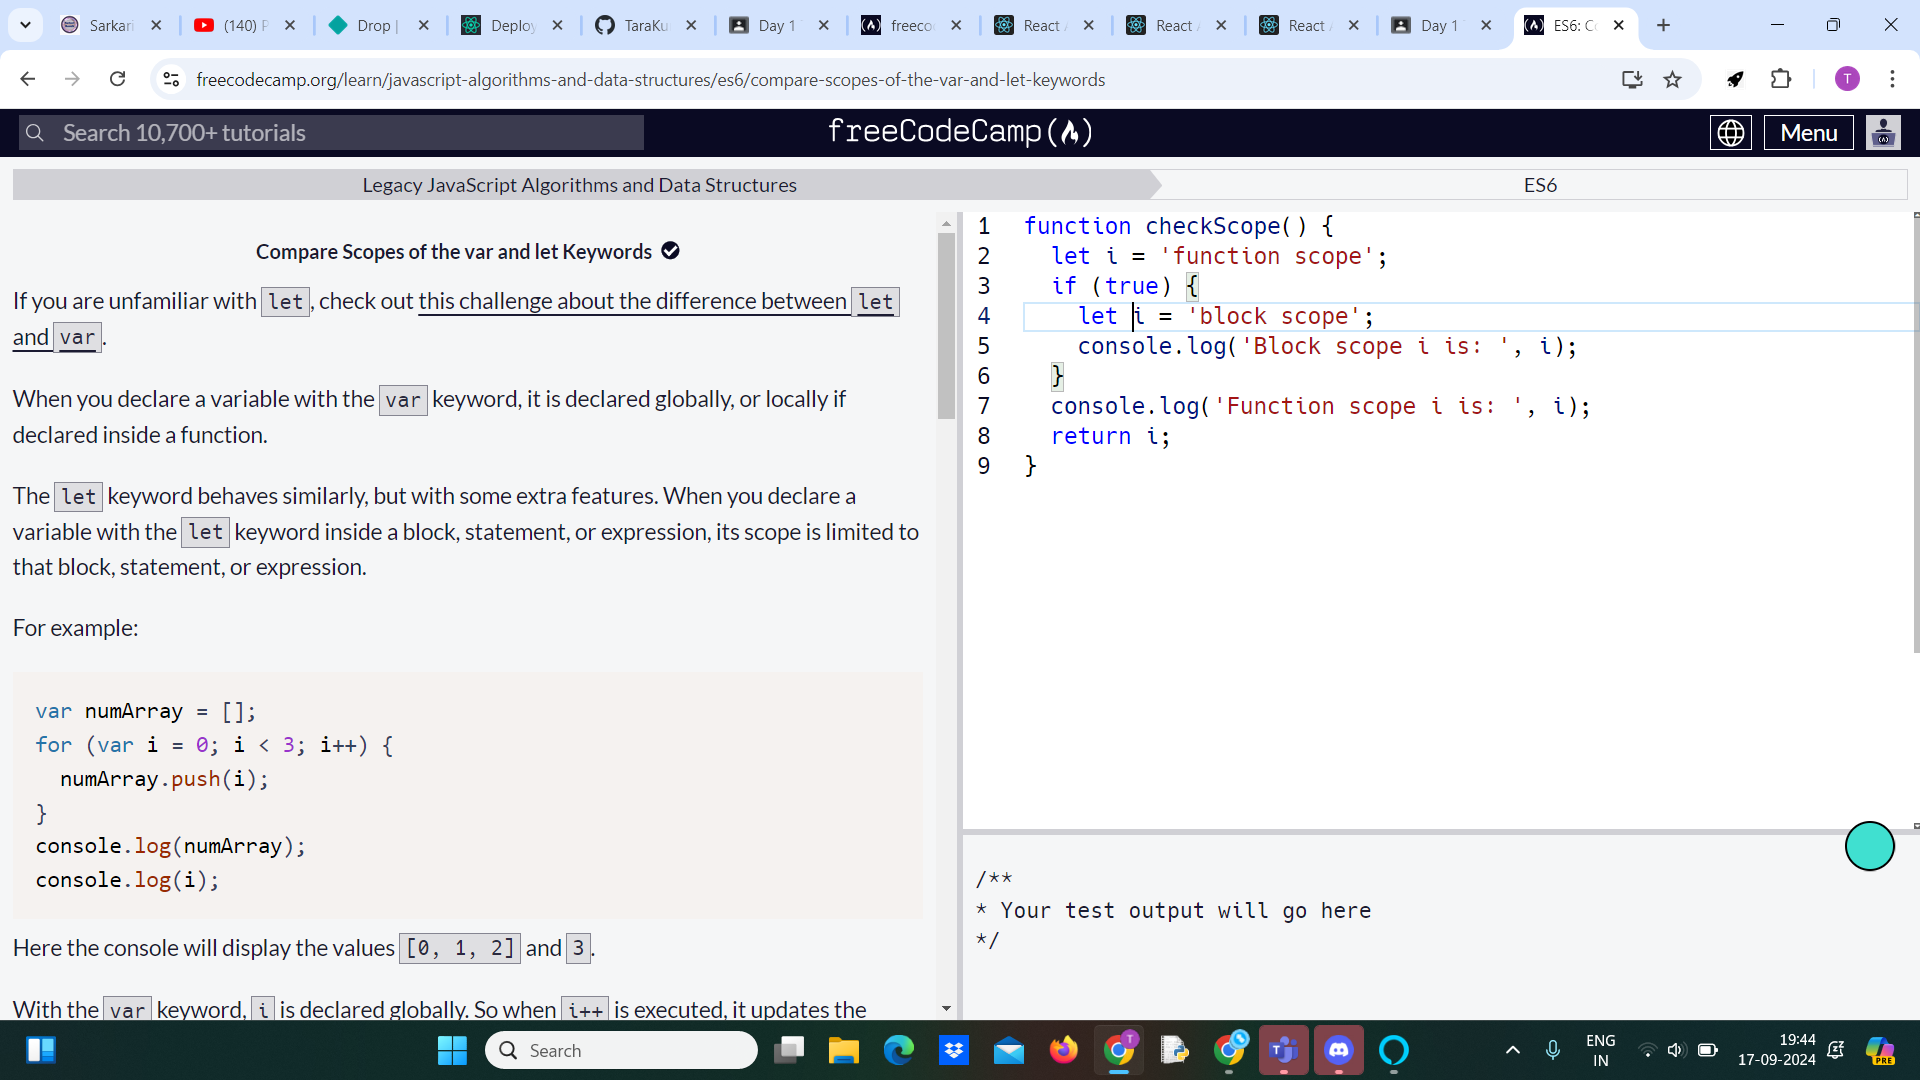 Sarkari
(140) P
Drop |
Deploy
TaraKu
Day 1
freeco
React
React
React
Day 1
ES6: Co
freecodecamp.org/learn/javascript-algorithms-and-data-structures/es6/compare-scopes-of-the-var-and-let-keywords
T
Search 10,700+ tutorials
freeCodeCamp
Menu
Legacy JavaScript Algorithms and Data Structures
ES6
Compare Scopes of the var and let Keywords
If you are unfamiliar with let, check out this challenge about the difference between let
and var.
When you declare a variable with the var keyword, it is declared globally, or locally if
declared inside a function.
The let keyword behaves similarly, but with some extra features. When you declare a
variable with the let keyword inside a block, statement, or expression, its scope is limited to
that block, statement, or expression.
For example:
var numArray = [];
for (var i = 0; i < 3; i++) {
numArray.push(i);
}
console.log(numArray);
console.log(i);
Here the console will display the values [0, 1, 2] and 3.
With the var keyword, i is declared globally. So when i++ is executed, it updates the
1 function checkScope() {
2 let i = 'function scope';
3 if (true) {
4 let i = 'block scope';
5 console.log('Block scope i is: ', i);
6 }
7 console.log('Function scope i is: ', i);
8 return i;
9 }
/**
* Your test output will go here
*/
Search
T
ENG
IN
19:44
17-09-2024
PRE